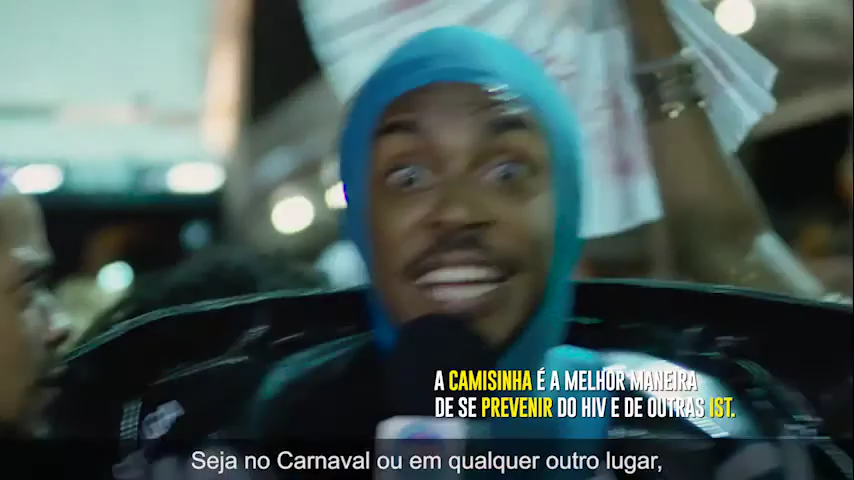 A CAMISINHA É A MELHOR MANEIRA
DE SE PREVENIR DO HIV E DE OUTRAS IST.
Seja no Carnaval ou em qualquer outro lugar,